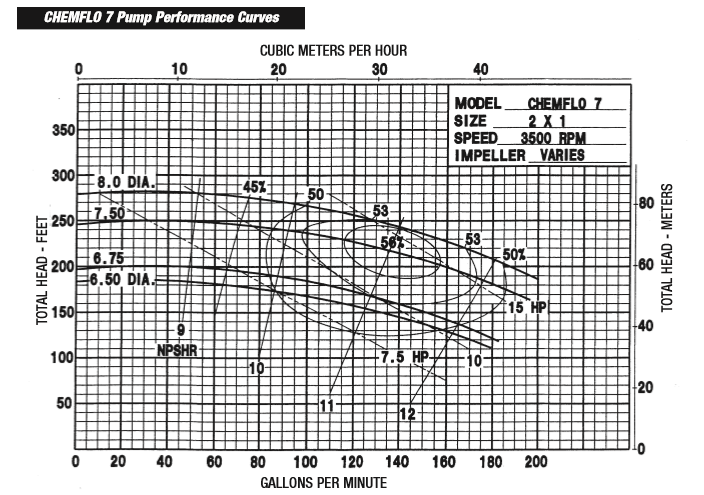 CHEMFLO 7 Pump Performance Curves
CUBIC METERS PER HOUR
0 10 20 30 40
MODEL CHEMFLO 7
SIZE 2 X 1
SPEED 3500 RPM
IMPELLER VARIES
TOTAL HEAD - FEET
350
300
250
200
150
100
50
8.0 DIA.
7.50
6.75
6.50 DIA.
45%
50
53
56%
53
50%
15 HP
9
NPSHR
10
7.5 HP
10
11
12
80
60
40
20
0
TOTAL HEAD - METERS
0 20 40 60 80 100 120 140 160 180 200
GALLONS PER MINUTE